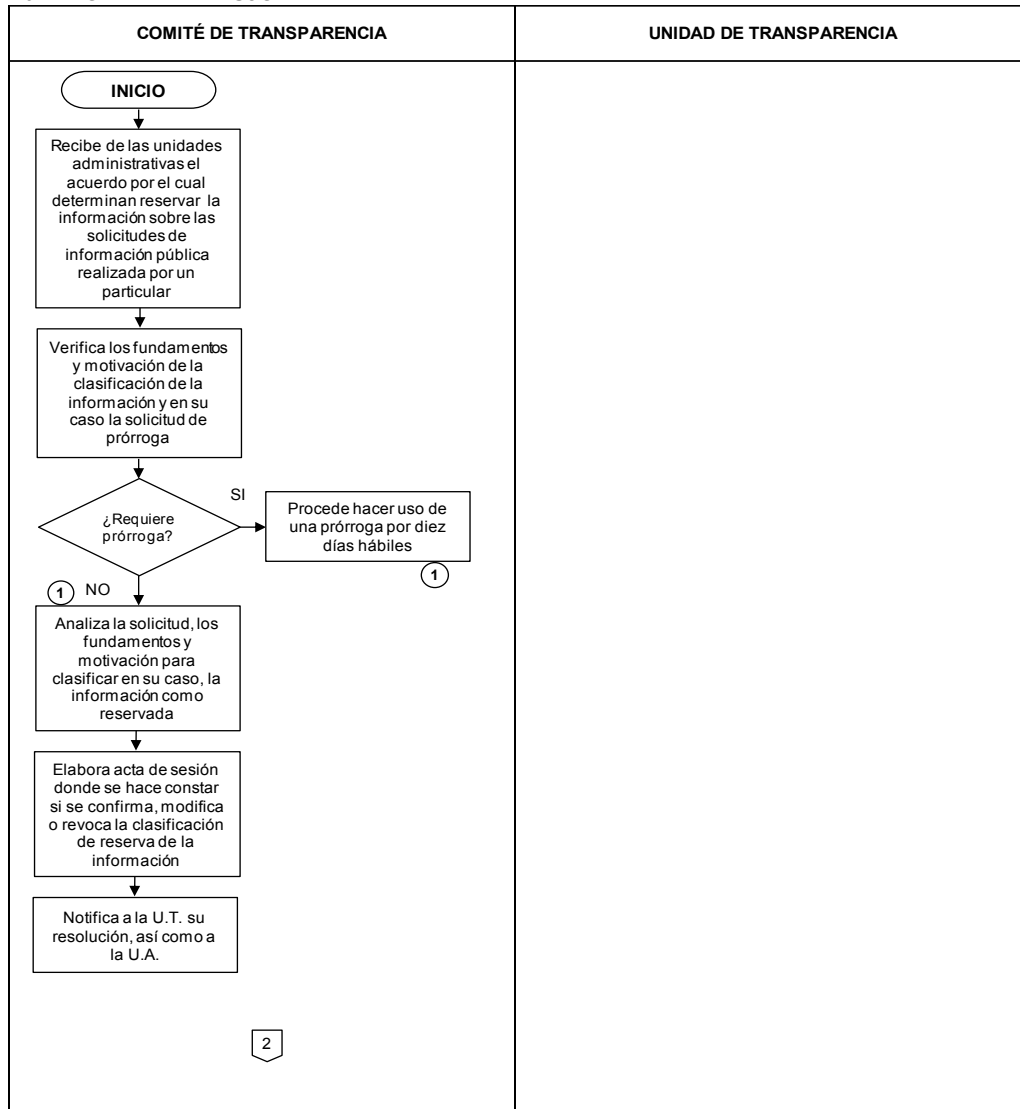 COMITÉ DE TRANSPARENCIA
UNIDAD DE TRANSPARENCIA
INICIO
Recibe de las unidades
administrativas el
acuerdo por el cual
determinan reservar la
información sobre las
solicitudes de
información pública
realizada por un
particular
Verifica los fundamentos
y motivación de la
clasificación de la
información y en su
caso la solicitud de
prórroga
¿Requiere
prórroga?
SI
Procede hacer uso de
una prórroga por diez
días hábiles
1
1 NO
Analiza la solicitud, los
fundamentos y
motivación para
clasificar en su caso, la
información como
reservada
Elabora acta de sesión
donde se hace constar
si se confirma, modifica
o revoca la clasificación
de reserva de la
información
Notifica a la U.T. su
resolución, así como a
la U.A.
2